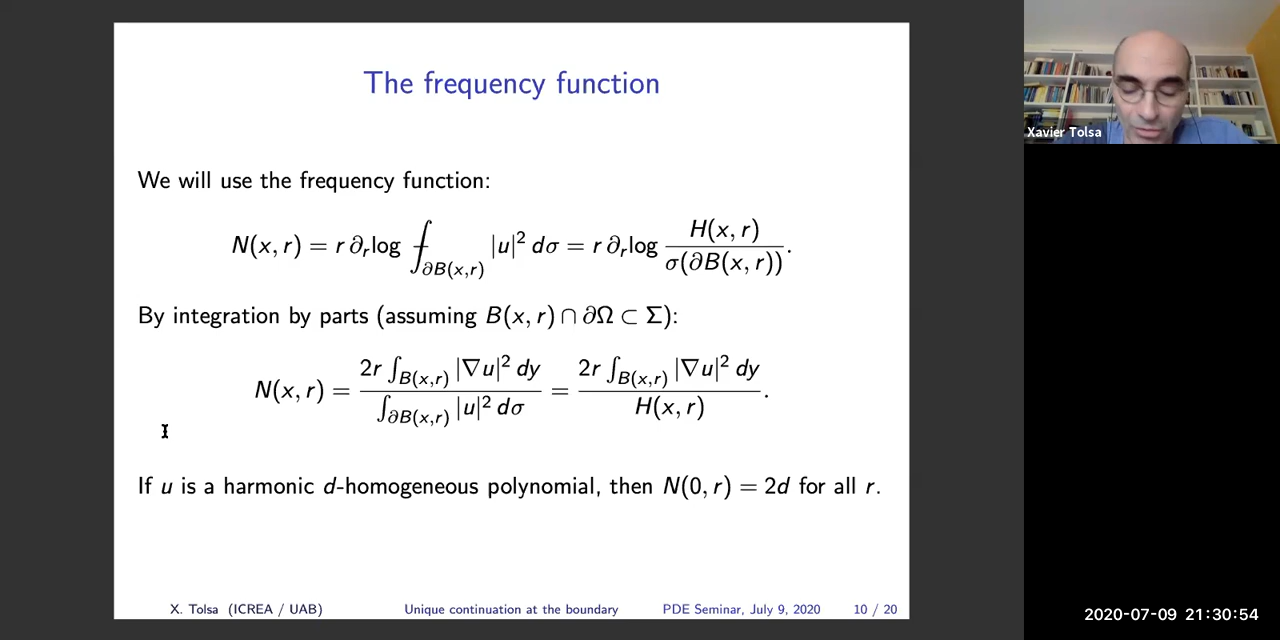 The frequency function
We will use the frequency function:
N(x, r) = r ∂ᵣ log ⨍_{∂B(x,r)} |u|² dσ = r ∂ᵣ log H(x, r) / σ(∂B(x, r)).
By integration by parts (assuming B(x, r) ∩ ∂Ω ⊂ Σ):
N(x, r) = 2r ∫_{B(x,r)} |∇u|² dy / ∫_{∂B(x,r)} |u|² dσ = 2r ∫_{B(x,r)} |∇u|² dy / H(x, r).
If u is a harmonic d-homogeneous polynomial, then N(0, r) = 2d for all r.
X. Tolsa (ICREA / UAB) Unique continuation at the boundary PDE Seminar, July 9, 2020 10 / 20
Xavier Tolsa
2020-07-09 21:30:54